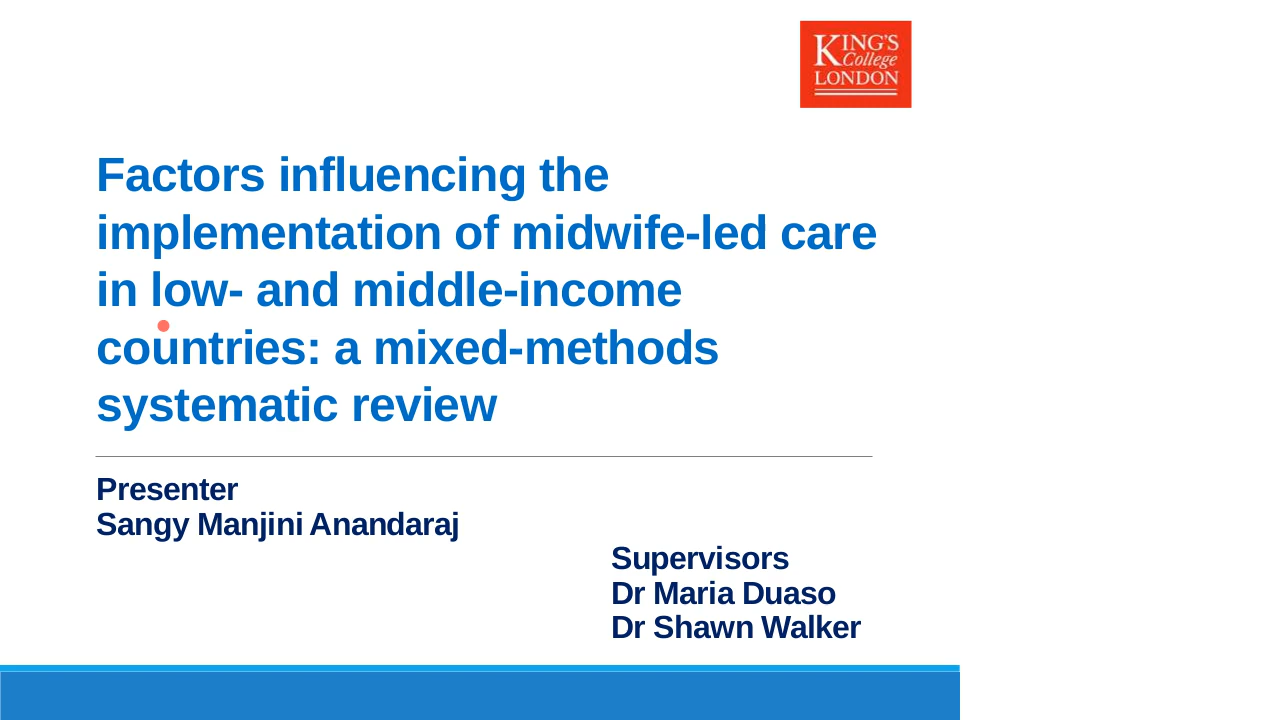 KING'S
College
LONDON
Factors influencing the
implementation of midwife-led care
in low- and middle-income
countries: a mixed-methods
systematic review
Presenter
Sangy Manjini Anandaraj
Supervisors
Dr Maria Duaso
Dr Shawn Walker